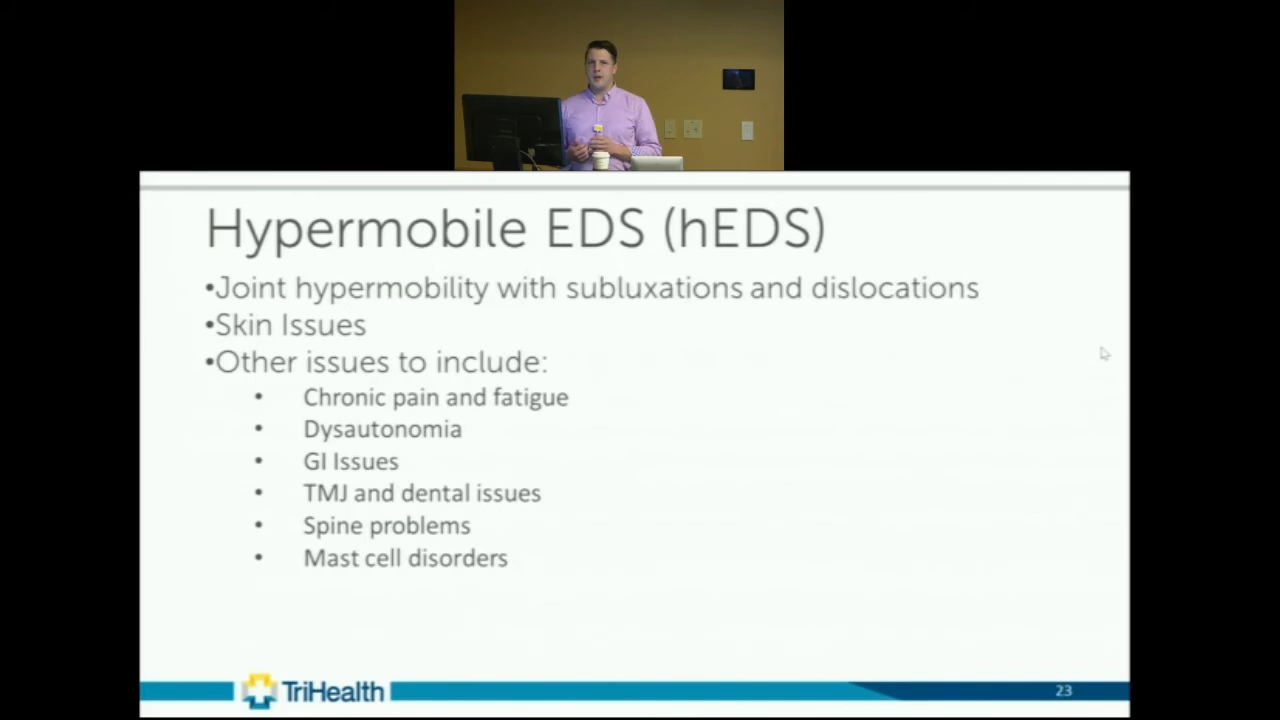 Hypermobile EDS (hEDS)
•Joint hypermobility with subluxations and dislocations
•Skin Issues
•Other issues to include:
• Chronic pain and fatigue
• Dysautonomia
• GI Issues
• TMJ and dental issues
• Spine problems
• Mast cell disorders
TriHealth
23